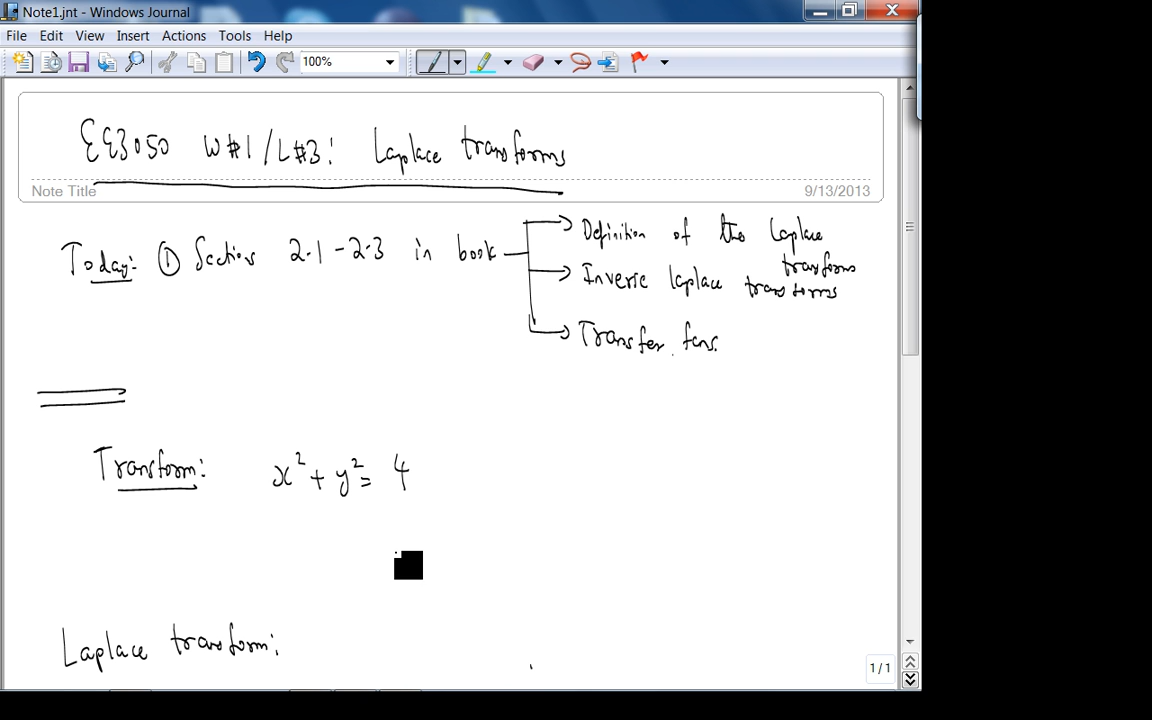 Note1.jnt - Windows Journal
File Edit View Insert Actions Tools Help
100%
EE3050 W#1/L#3: Laplace transforms
Note Title
9/13/2013
Today: ① Section 2.1 - 2.3 in book
Definition of the Laplace transform
Inverse Laplace transforms
Transfer fcns.
Transform: x² + y² = 4
Laplace transform:
1 / 1